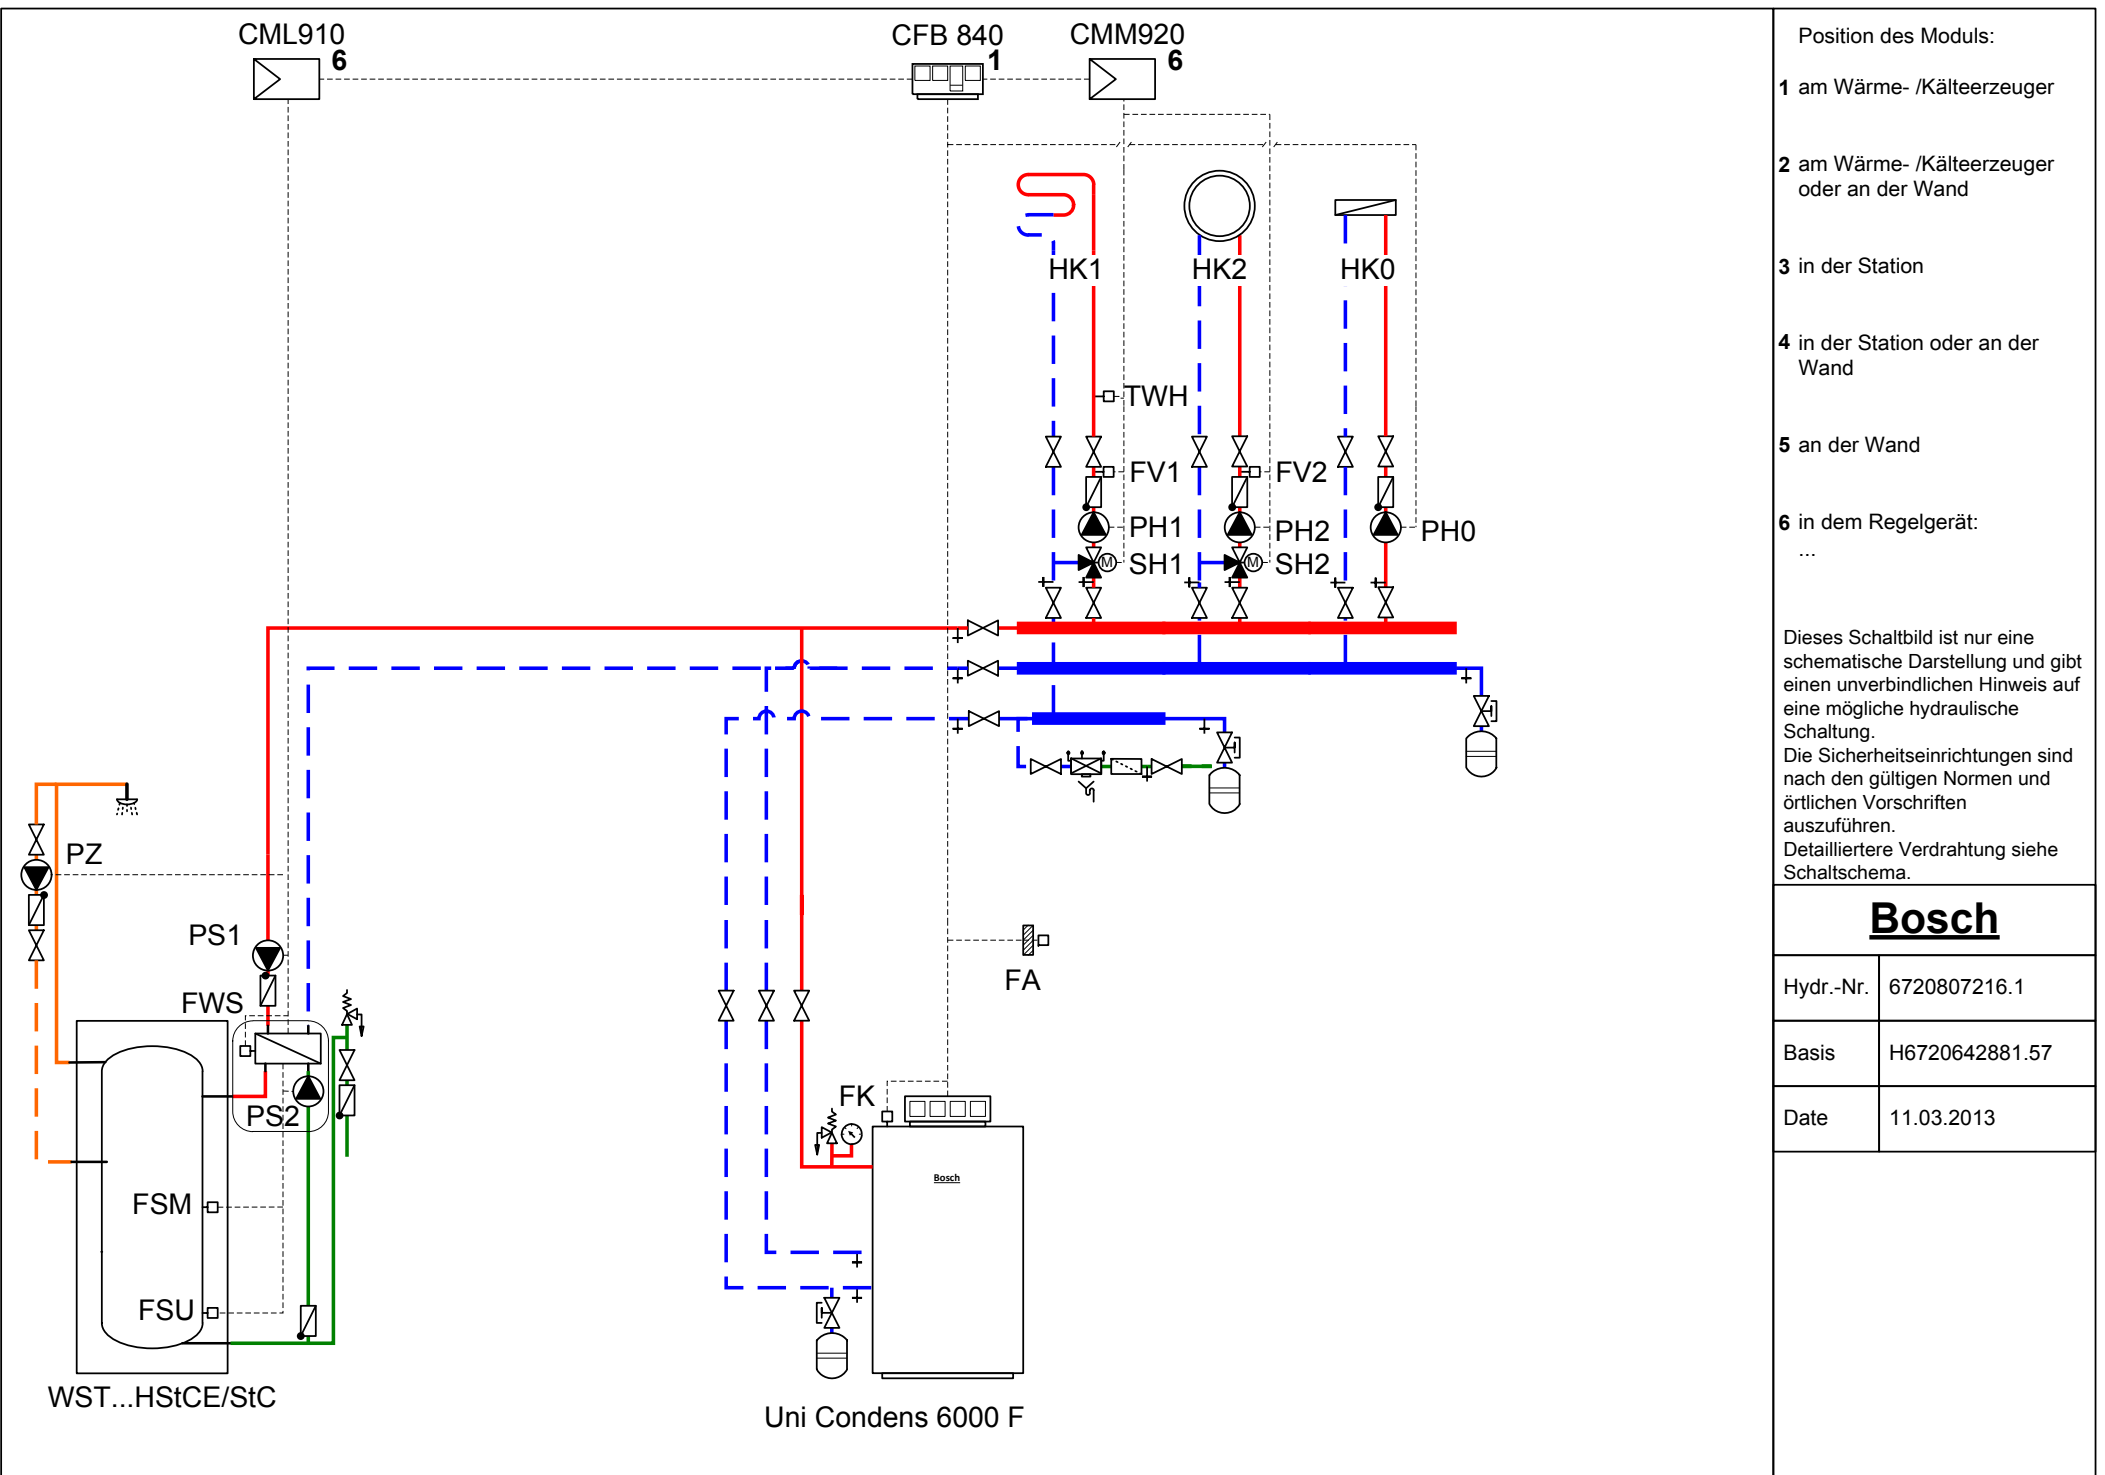 CML910
6
CFB 840
1
CMM920
6
HK1
HK2
HK0
TWH
FV1
FV2
PH1
PH2
PH0
M
SH1
M
SH2
PZ
PS1
FWS
FA
PS2
FK
Bosch
FSM
FSU
WST...HStCE/StC
Uni Condens 6000 F
Position des Moduls:
1 am Wärme- /Kälteerzeuger
2 am Wärme- /Kälteerzeuger
oder an der Wand
3 in der Station
4 in der Station oder an der
Wand
5 an der Wand
6 in dem Regelgerät:
...
Dieses Schaltbild ist nur eine
schematische Darstellung und gibt
einen unverbindlichen Hinweis auf
eine mögliche hydraulische
Schaltung.
Die Sicherheitseinrichtungen sind
nach den gültigen Normen und
örtlichen Vorschriften
auszuführen.
Detailliertere Verdrahtung siehe
Schaltschema.
Bosch
Hydr.-Nr. 6720807216.1
Basis H6720642881.57
Date 11.03.2013